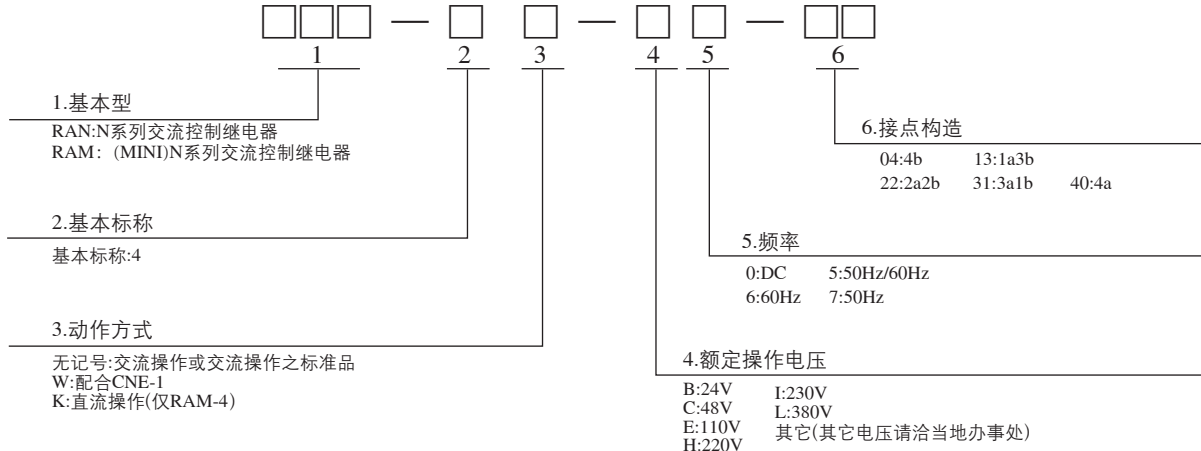 □□□ — □ □ — □ □ — □□
1 2 3 4 5 6
1.基本型
RAN:N系列交流控制继电器
RAM：(MINI)N系列交流控制继电器
2.基本标称
基本标称:4
3.动作方式
无记号:交流操作或交流操作之标准品
W:配合CNE-1
K:直流操作(仅RAM-4)
6.接点构造
04:4b 13:1a3b
22:2a2b 31:3a1b 40:4a
5.频率
0:DC 5:50Hz/60Hz
6:60Hz 7:50Hz
4.额定操作电压
B:24V I:230V
C:48V L:380V
E:110V 其它(其它电压请洽当地办事处)
H:220V